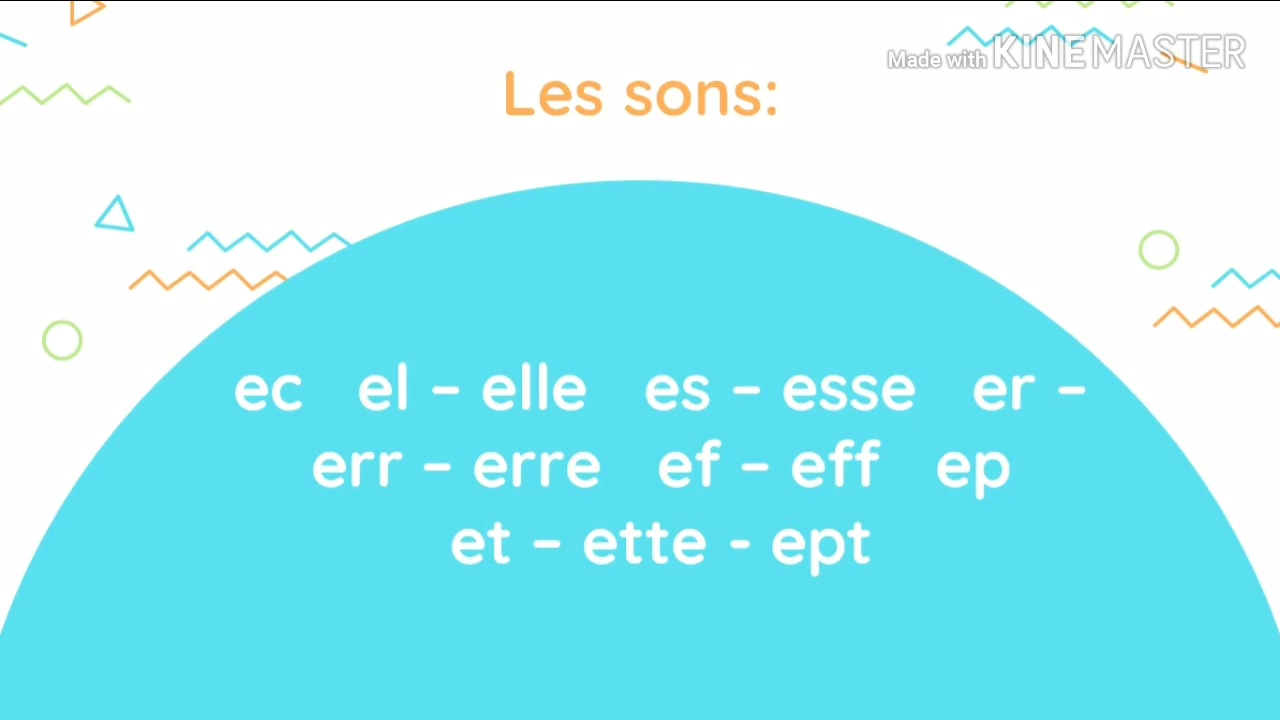 Made with KINEMASTER
Les sons:
ec el – elle es – esse er –
err – erre ef – eff ep
et – ette - ept